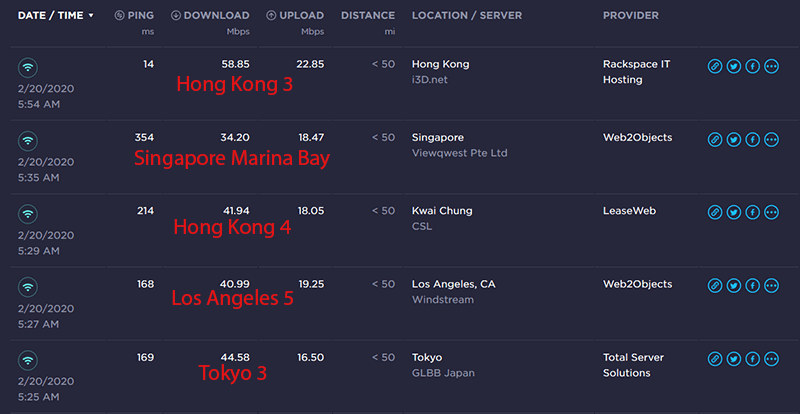 DATE / TIME PING DOWNLOAD UPLOAD DISTANCE LOCATION / SERVER PROVIDER
ms Mbps Mbps mi
14 58.85 22.85 < 50 Hong Kong Rackspace IT
2/20/2020 Hong Kong 3 i3D.net Hosting
5:54 AM
354 34.20 18.47 < 50 Singapore Web2Objects
2/20/2020 Singapore Marina Bay Viewqwest Pte Ltd
5:35 AM
214 41.94 18.05 < 50 Kwai Chung LeaseWeb
2/20/2020 Hong Kong 4 CSL
5:29 AM
168 40.99 19.25 < 50 Los Angeles, CA Web2Objects
2/20/2020 Los Angeles 5 Windstream
5:27 AM
169 44.58 16.50 < 50 Tokyo Total Server
2/20/2020 Tokyo 3 GLBB Japan Solutions
5:25 AM